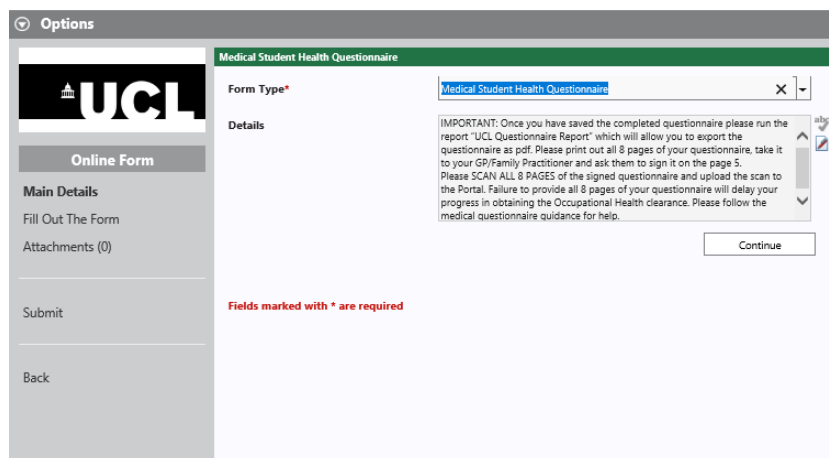 Options
UCL
Online Form
Main Details
Fill Out The Form
Attachments (0)
Submit
Back
Medical Student Health Questionnaire
Form Type*
Medical Student Health Questionnaire
Details
IMPORTANT: Once you have saved the completed questionnaire please run the
report "UCL Questionnaire Report" which will allow you to export the
questionnaire as pdf. Please print out all 8 pages of your questionnaire, take it
to your GP/Family Practitioner and ask them to sign it on the page 5.
Please SCAN ALL 8 PAGES of the signed questionnaire and upload the scan to
the Portal. Failure to provide all 8 pages of your questionnaire will delay your
progress in obtaining the Occupational Health clearance. Please follow the
medical questionnaire guidance for help.
abc
Continue
Fields marked with * are required